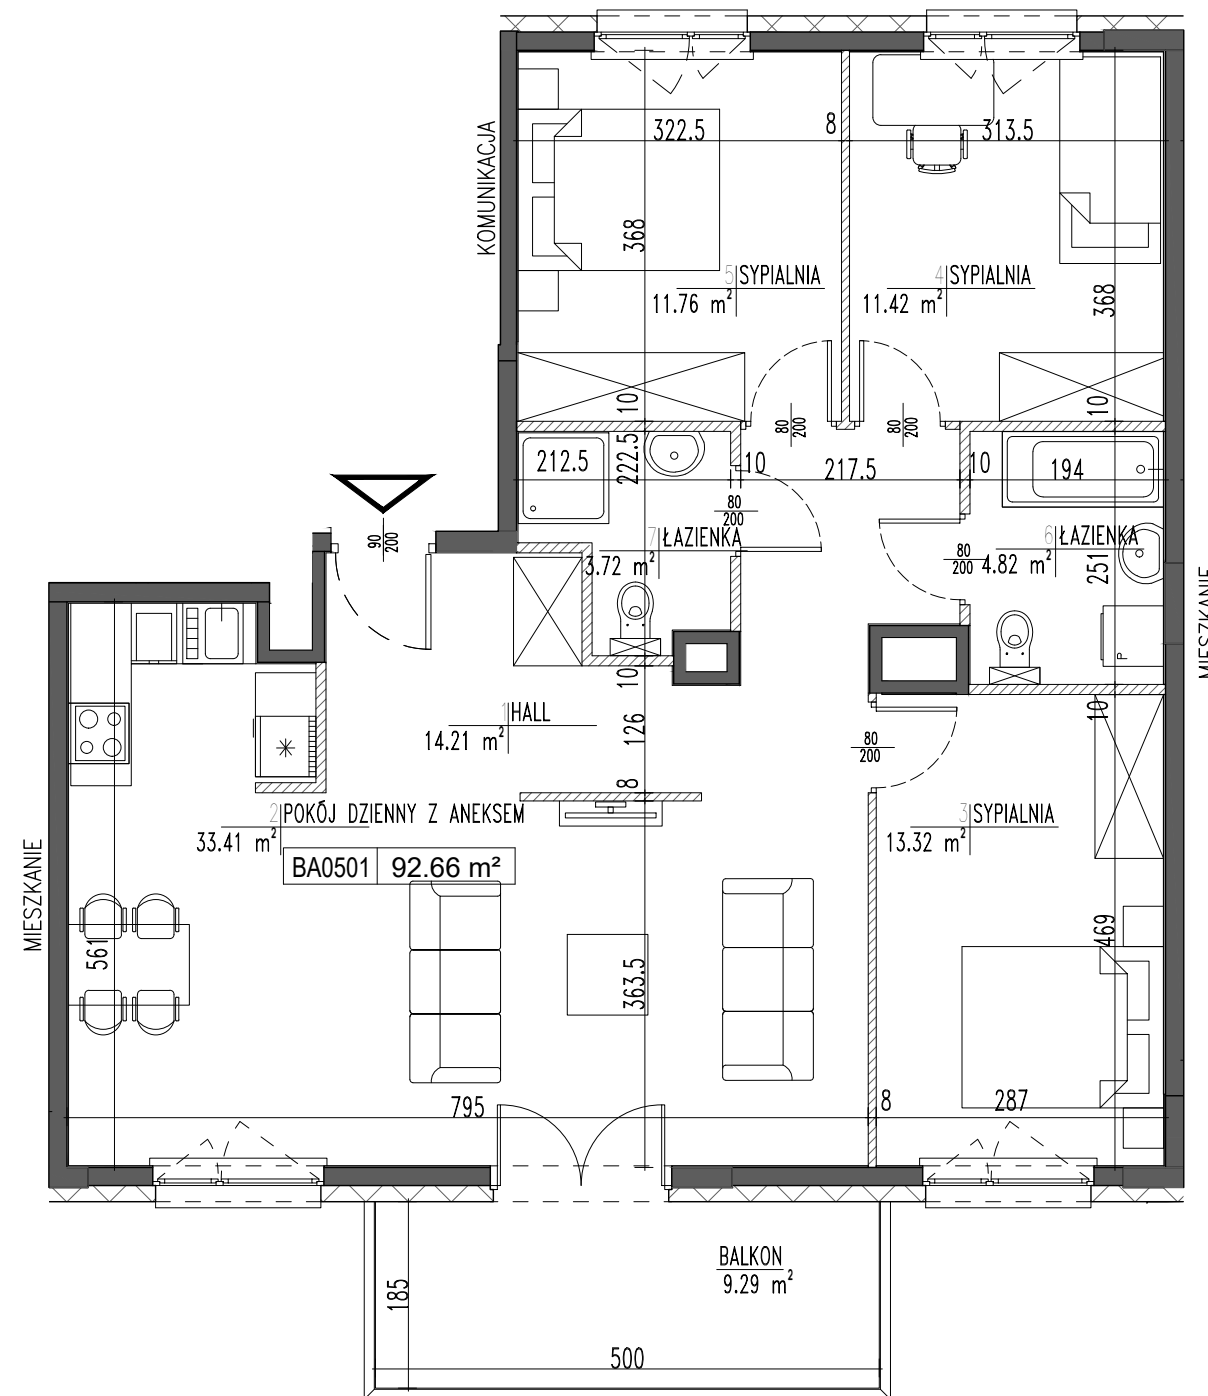 KOMUNIKACJA
322.5
8
313.5
368
5 SYPIALNIA
11.76 m²
4 SYPIALNIA
11.42 m²
368
10
80
200
80
200
10
212.5
222.5
10
217.5
10
194
80
200
7 ŁAZIENKA
3.72 m²
80
200
6 ŁAZIENKA
4.82 m²
251
90
200
MIESZKANIE
P
10
1 HALL
14.21 m²
126
10
80
200
8
2 POKÓJ DZIENNY Z ANEKSEM
33.41 m²
3 SYPIALNIA
13.32 m²
BA0501 92.66 m²
MIESZKANIE
561
363.5
469
795
8
287
BALKON
9.29 m²
185
500